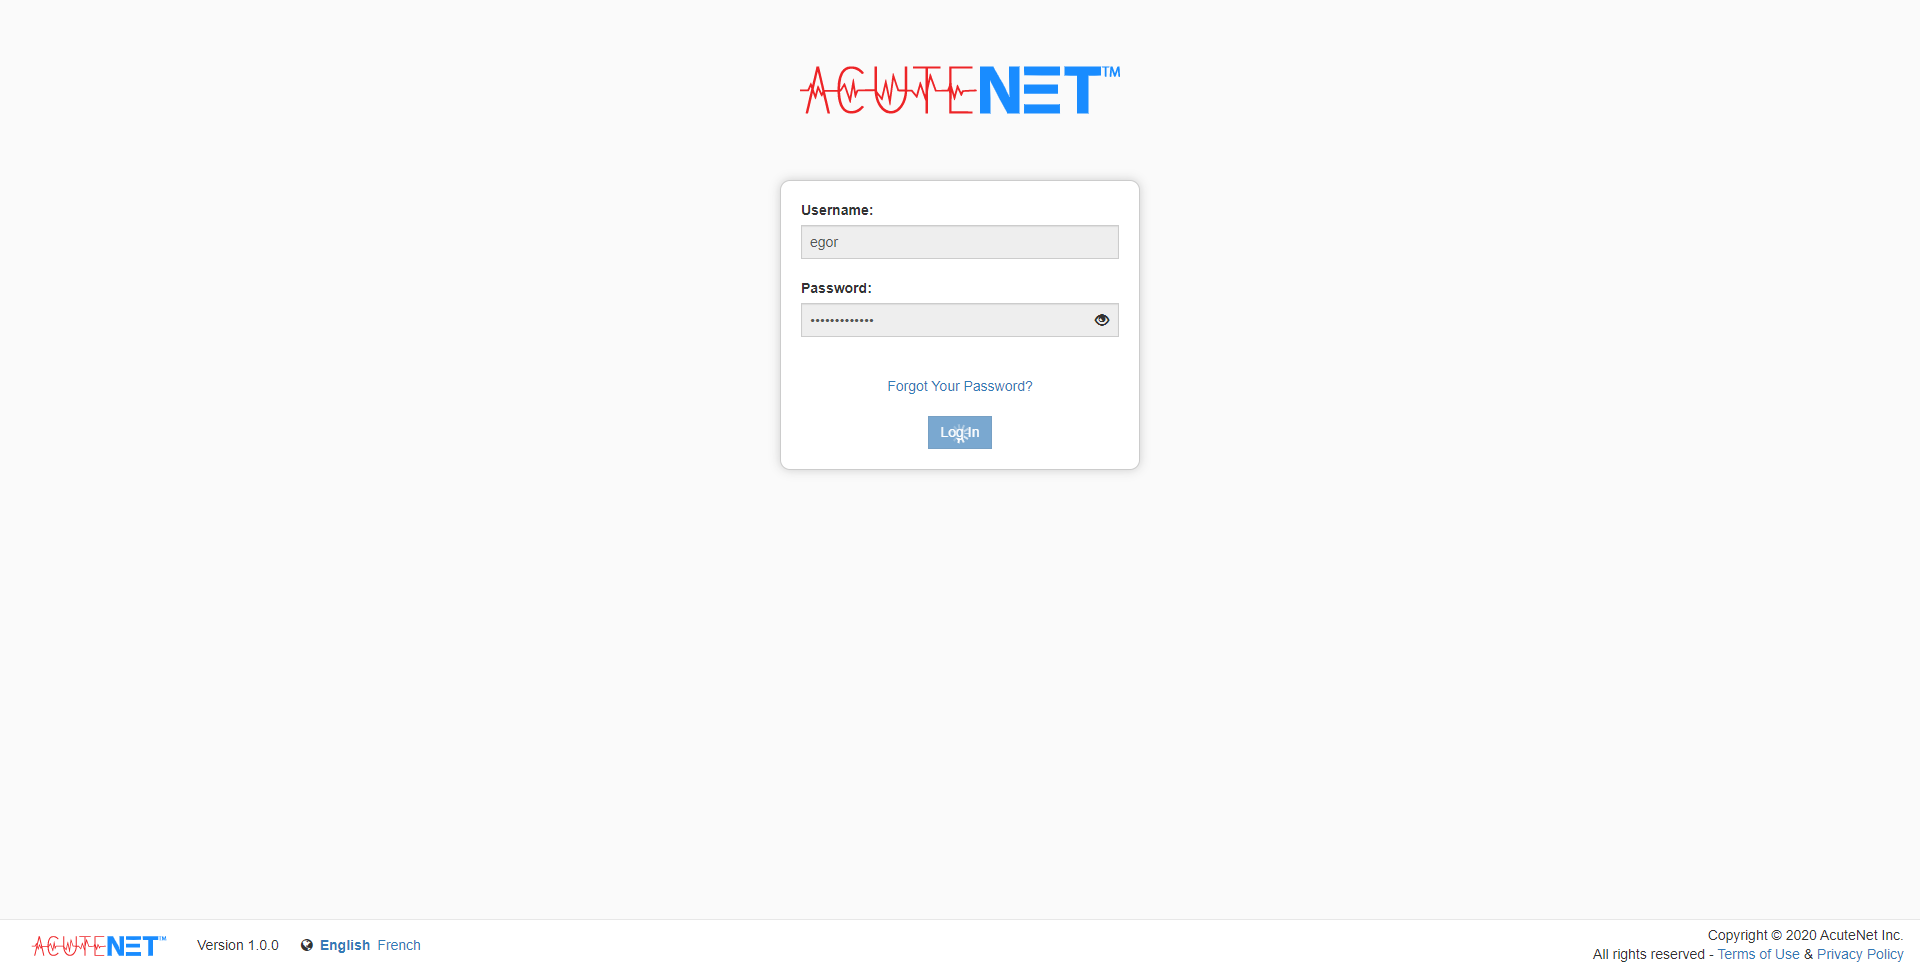 ACUTENET™
Username:
egor
Password:
•••••••••••••
Forgot Your Password?
Log In
ACUTENET™
Version 1.0.0 English French
Copyright © 2020 AcuteNet Inc.
All rights reserved - Terms of Use & Privacy Policy